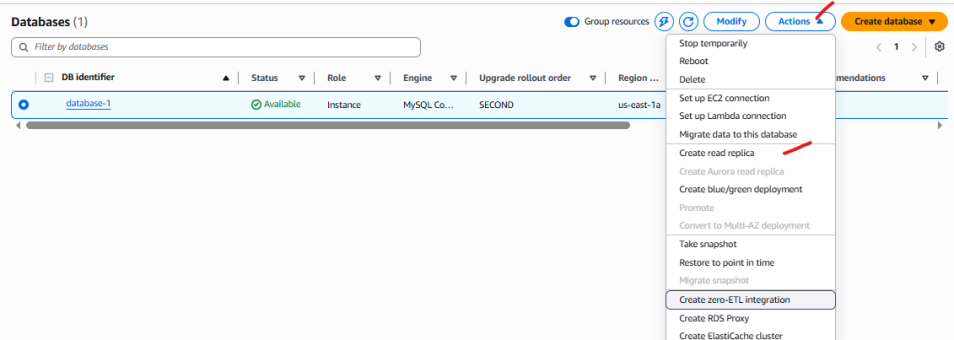 Databases (1)
Group resources
Modify
Actions
Create database
Filter by databases
1
DB identifier
Status
Role
Engine
Upgrade rollout order
Region ...
mendations
database-1
Available
Instance
MySQL Co...
SECOND
us-east-1a
Stop temporarily
Reboot
Delete
Set up EC2 connection
Set up Lambda connection
Migrate data to this database
Create read replica
Create Aurora read replica
Create blue/green deployment
Promote
Convert to Multi-AZ deployment
Take snapshot
Restore to point in time
Migrate snapshot
Create zero-ETL integration
Create RDS Proxy
Create ElastiCache cluster